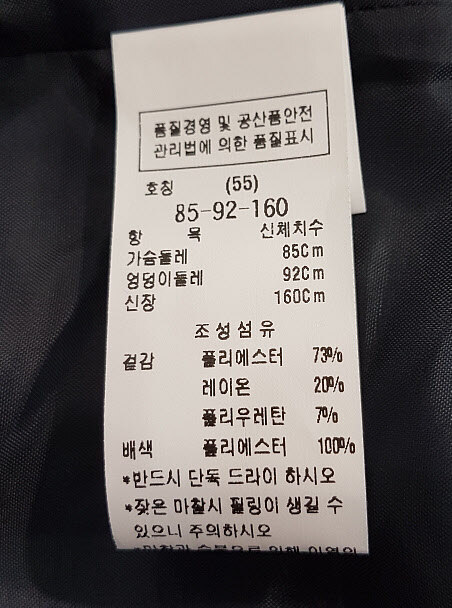 품질경영 및 공산품안전
관리법에 의한 품질표시
호칭 (55)
85-92-160
항 목 신체치수
가슴둘레 85Cm
엉덩이둘레 92Cm
신장 160Cm
조성섬유
겉감 폴리에스터 73%
레이온 20%
폴리우레탄 7%
배색 폴리에스터 100%
*반드시 단독 드라이 하시오
*잦은 마찰시 필링이 생길 수
있으니 주의하시오